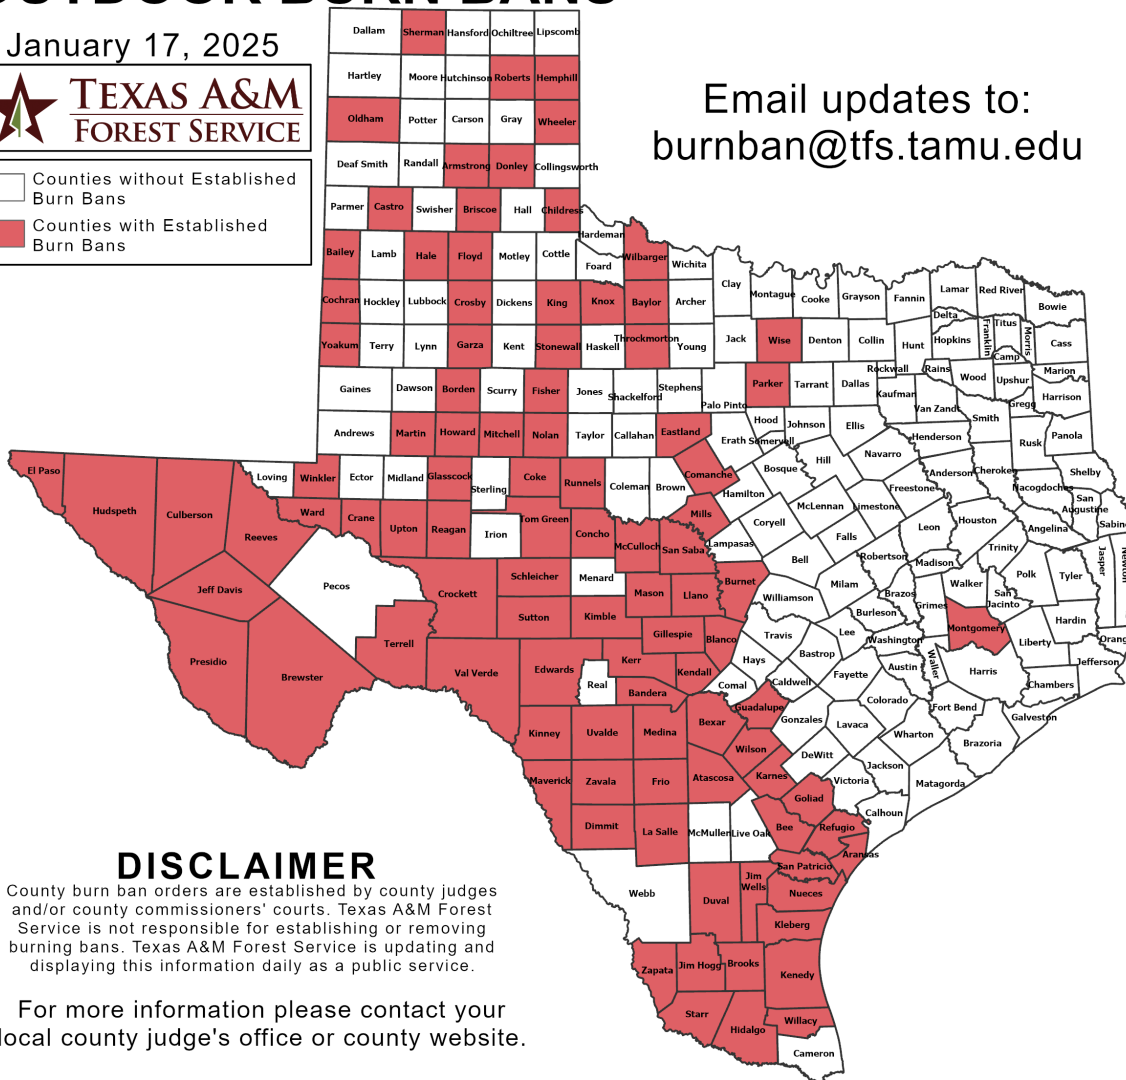 OUTDOOR BURN BANS
January 17, 2025
TEXAS A&M
FOREST SERVICE
Counties without Established
Burn Bans
Counties with Established
Burn Bans
Email updates to:
burnban@tfs.tamu.edu
Dallam Sherman Hansford Ochiltree Lipscomb
Hartley Moore Hutchinson Roberts Hemphill
Oldham Potter Carson Gray Wheeler
Deaf Smith Randall Armstrong Donley Collingsworth
Parmer Castro Swisher Briscoe Hall Childress
Hardeman
Bailey Lamb Hale Floyd Motley Cottle Foard Wilbarger Wichita
Clay Montague Cooke Grayson Fannin Lamar Red River Bowie
Cochran Hockley Lubbock Crosby Dickens King Knox Baylor Archer
Delta Titus Franklin Morris
Yoakum Terry Lynn Garza Kent Stonewall Haskell Throckmorton Young Jack Wise Denton Collin Hunt Hopkins Camp Cass
Rockwall Rains Marion
Gaines Dawson Borden Scurry Fisher Jones Shackelford Stephens Palo Pinto Parker Tarrant Dallas Kaufman Wood Upshur Harrison
Van Zandt Gregg
Andrews Martin Howard Mitchell Nolan Taylor Callahan Eastland Erath Hood Somervell Johnson Ellis Henderson Smith Rusk Panola
El Paso Loving Winkler Ector Midland Glasscock Sterling Coke Runnels Coleman Brown Comanche Bosque Hill Navarro Anderson Cherokee Shelby
Hamilton Freestone Nacogdoches San
Augustine
Hudspeth Culberson Reeves Ward Crane Upton Reagan Irion Tom Green Concho Mills Coryell McLennan Limestone Leon Houston Angelina Sabine
McCulloch San Saba Lampasas Bell Falls Robertson Madison Trinity Jasper Newton
Jeff Davis Pecos Crockett Schleicher Menard Mason Llano Burnet Williamson Milam Brazos Grimes Walker San
Jacinto Polk Tyler
Sutton Kimble Burleson Montgomery Hardin
Terrell Gillespie Blanco Travis Lee Washington Waller Liberty Orange
Presidio Brewster Val Verde Edwards Kerr Kendall Hays Bastrop Austin Harris Jefferson
Real Bandera Comal Caldwell Fayette Chambers
Guadalupe Gonzales Colorado Fort Bend Galveston
Kinney Uvalde Medina Bexar Lavaca Wharton Brazoria
Wilson DeWitt Jackson
Maverick Zavala Frio Atascosa Karnes Victoria Matagorda
Goliad Calhoun
Dimmit La Salle McMullen Live Oak Bee Refugio
Aransas
San Patricio
Webb Duval Jim
Wells Nueces
Kleberg
Zapata Jim Hogg Brooks Kenedy
Starr Hidalgo Willacy
Cameron
DISCLAIMER
County burn ban orders are established by county judges
and/or county commissioners' courts. Texas A&M Forest
Service is not responsible for establishing or removing
burning bans. Texas A&M Forest Service is updating and
displaying this information daily as a public service.
For more information please contact your
local county judge's office or county website.